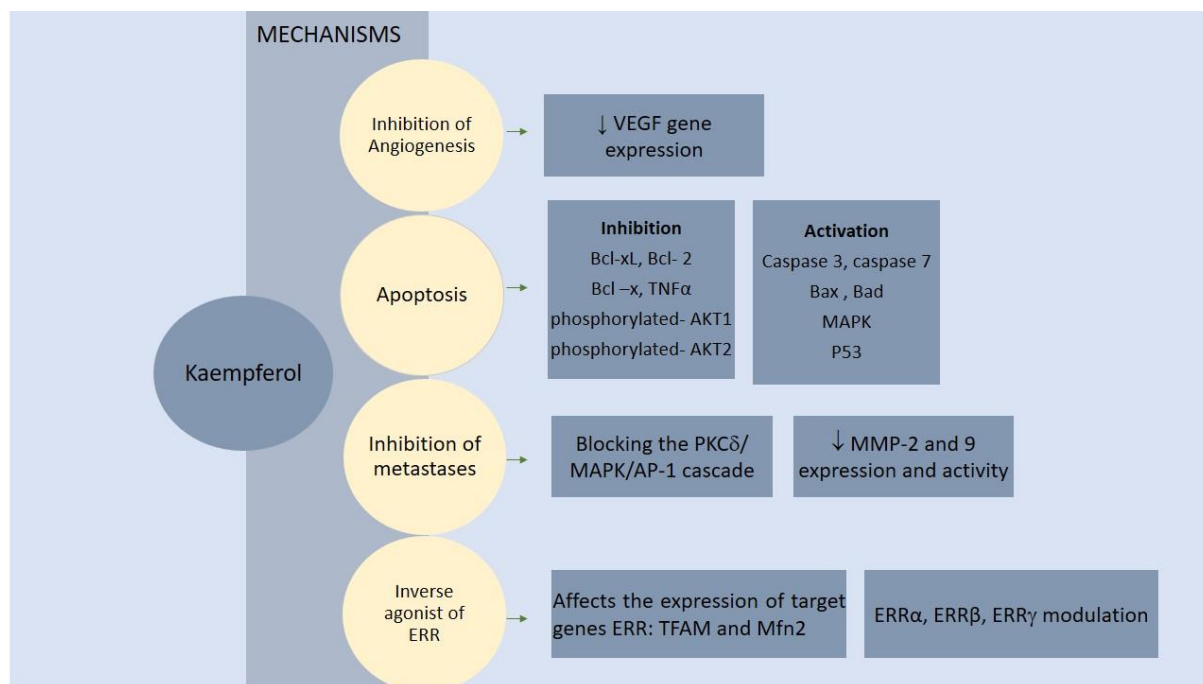 MECHANISMS
Inhibition of
Angiogenesis
↓ VEGF gene
expression
Apoptosis
Inhibition
Bcl-xL, Bcl- 2
Bcl –x, TNFα
phosphorylated- AKT1
phosphorylated- AKT2
Activation
Caspase 3, caspase 7
Bax , Bad
MAPK
P53
Kaempferol
Inhibition of
metastases
Blocking the PKCδ/
MAPK/AP-1 cascade
↓ MMP-2 and 9
expression and activity
Inverse
agonist of
ERR
Affects the expression of target
genes ERR: TFAM and Mfn2
ERRα, ERRβ, ERRγ modulation